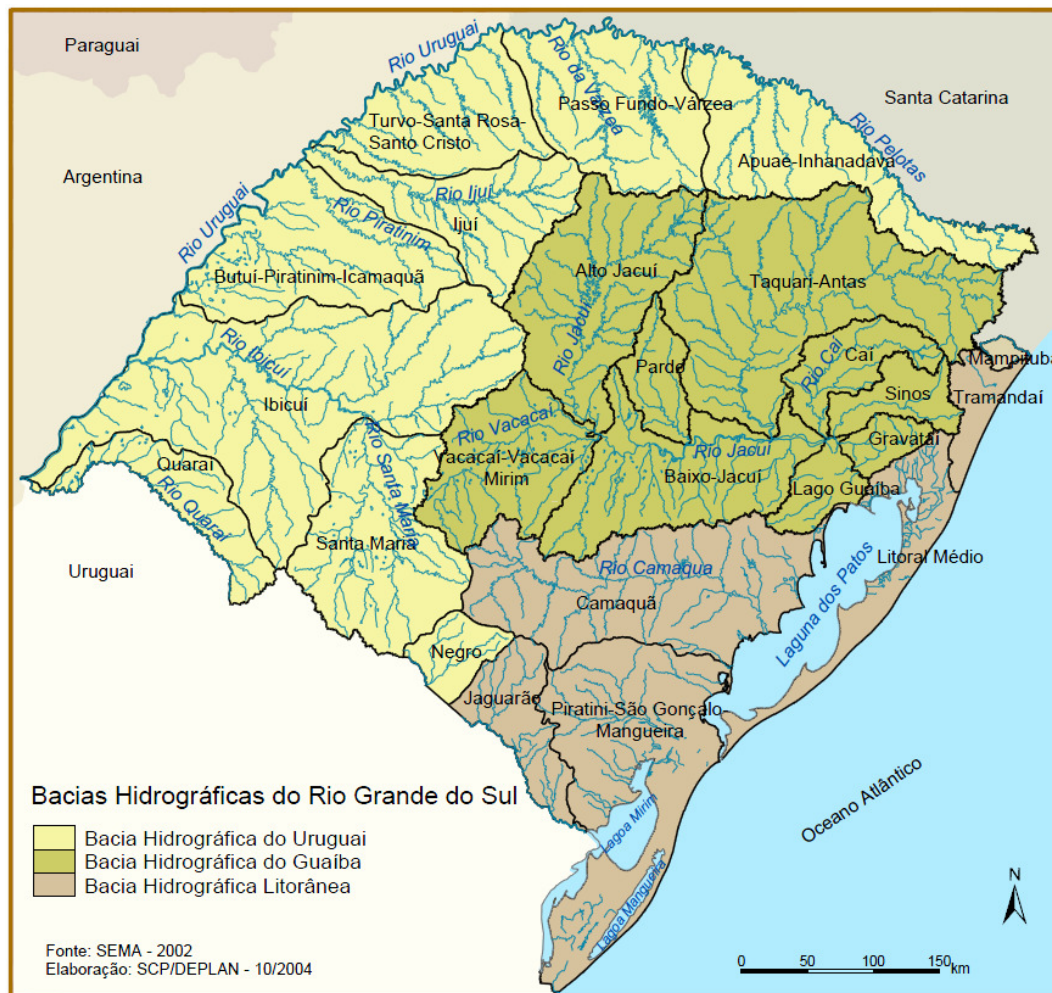 Paraguai
Rio Uruguai
Rio da Várzea
Passo Fundo-Várzea
Santa Catarina
Turvo-Santa Rosa-
Santo Cristo
Rio Pelotas
Apuaê-Inhanadava
Argentina
Rio Ijuí
Ijuí
Rio Piratinim
Rio Uruguai
Butuí-Piratinim-Icamaquã
Alto Jacuí
Taquari-Antas
Rio Jacuí
Rio Ibicuí
Pardo
Rio Caí
Caí
Mampituba
Sinos
Tramandaí
Ibicuí
Rio Vacacaí
Vacacaí-Vacacaí
Mirim
Rio Santa Maria
Gravataí
Rio Jacuí
Baixo-Jacuí
Lago Guaíba
Quaraí
Rio Quaraí
Santa Maria
Litoral Médio
Uruguai
Rio Camaqua
Camaquã
Laguna dos Patos
Negro
Jaguarão
Piratini-São Gonçalo-
Mangueira
Oceano Atlântico
Lagoa Mirim
Lagoa Mangueira
Bacias Hidrográficas do Rio Grande do Sul
Bacia Hidrográfica do Uruguai
Bacia Hidrográfica do Guaíba
Bacia Hidrográfica Litorânea
Fonte: SEMA - 2002
Elaboração: SCP/DEPLAN - 10/2004
N
0 50 100 150
km